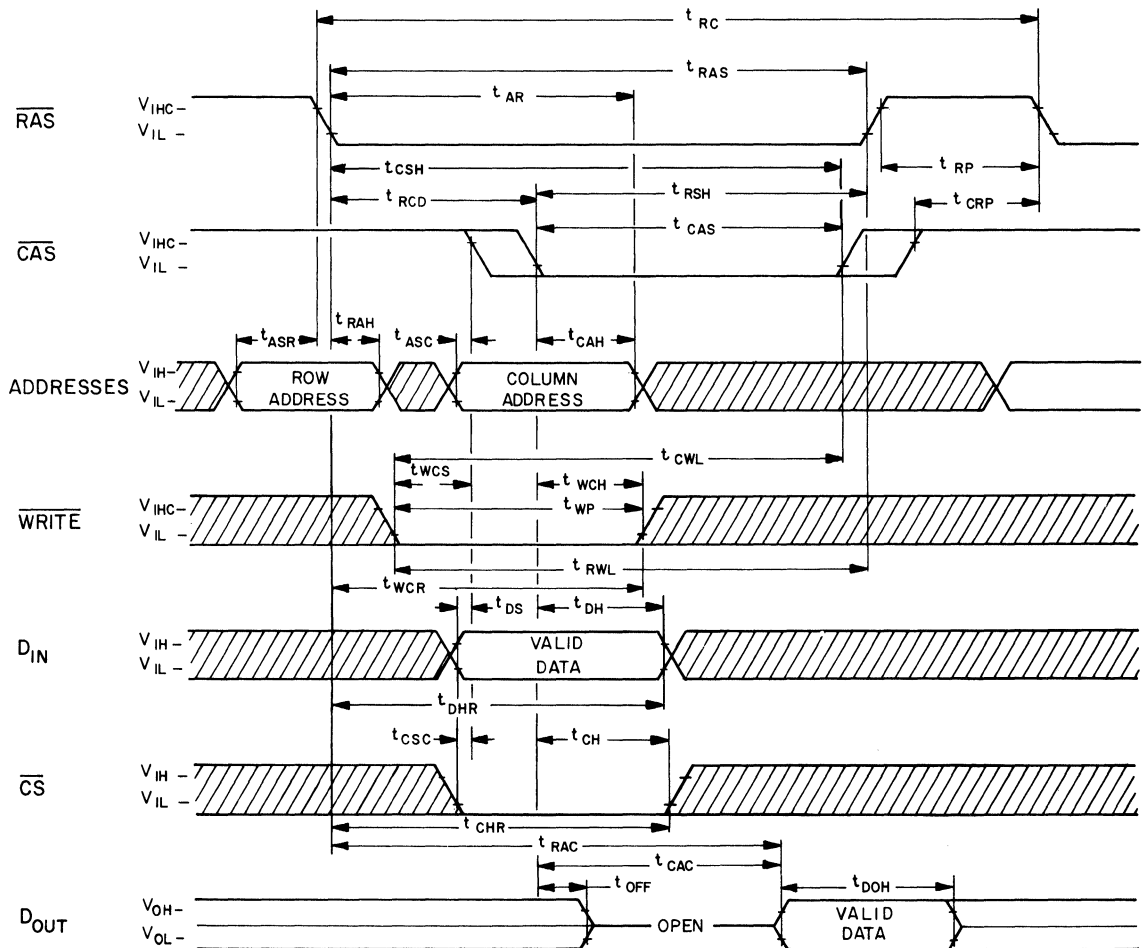 t RC
t RAS
t AR
RAS
V IHC –
V IL –
t CSH
t RP
t RCD
t RSH
t CRP
t CAS
CAS
V IHC –
V IL –
t ASR
t RAH
t ASC
t CAH
ADDRESSES
V IH –
V IL –
ROW ADDRESS
COLUMN ADDRESS
t CWL
t WCS
t WCH
t WP
WRITE
V IHC –
V IL –
t RWL
t WCR
t DS
t DH
D IN
V IH –
V IL –
VALID DATA
t DHR
t CSC
t CH
CS
V IH –
V IL –
t CHR
t RAC
t CAC
t OFF
t DOH
D OUT
V OH –
V OL –
OPEN
VALID DATA